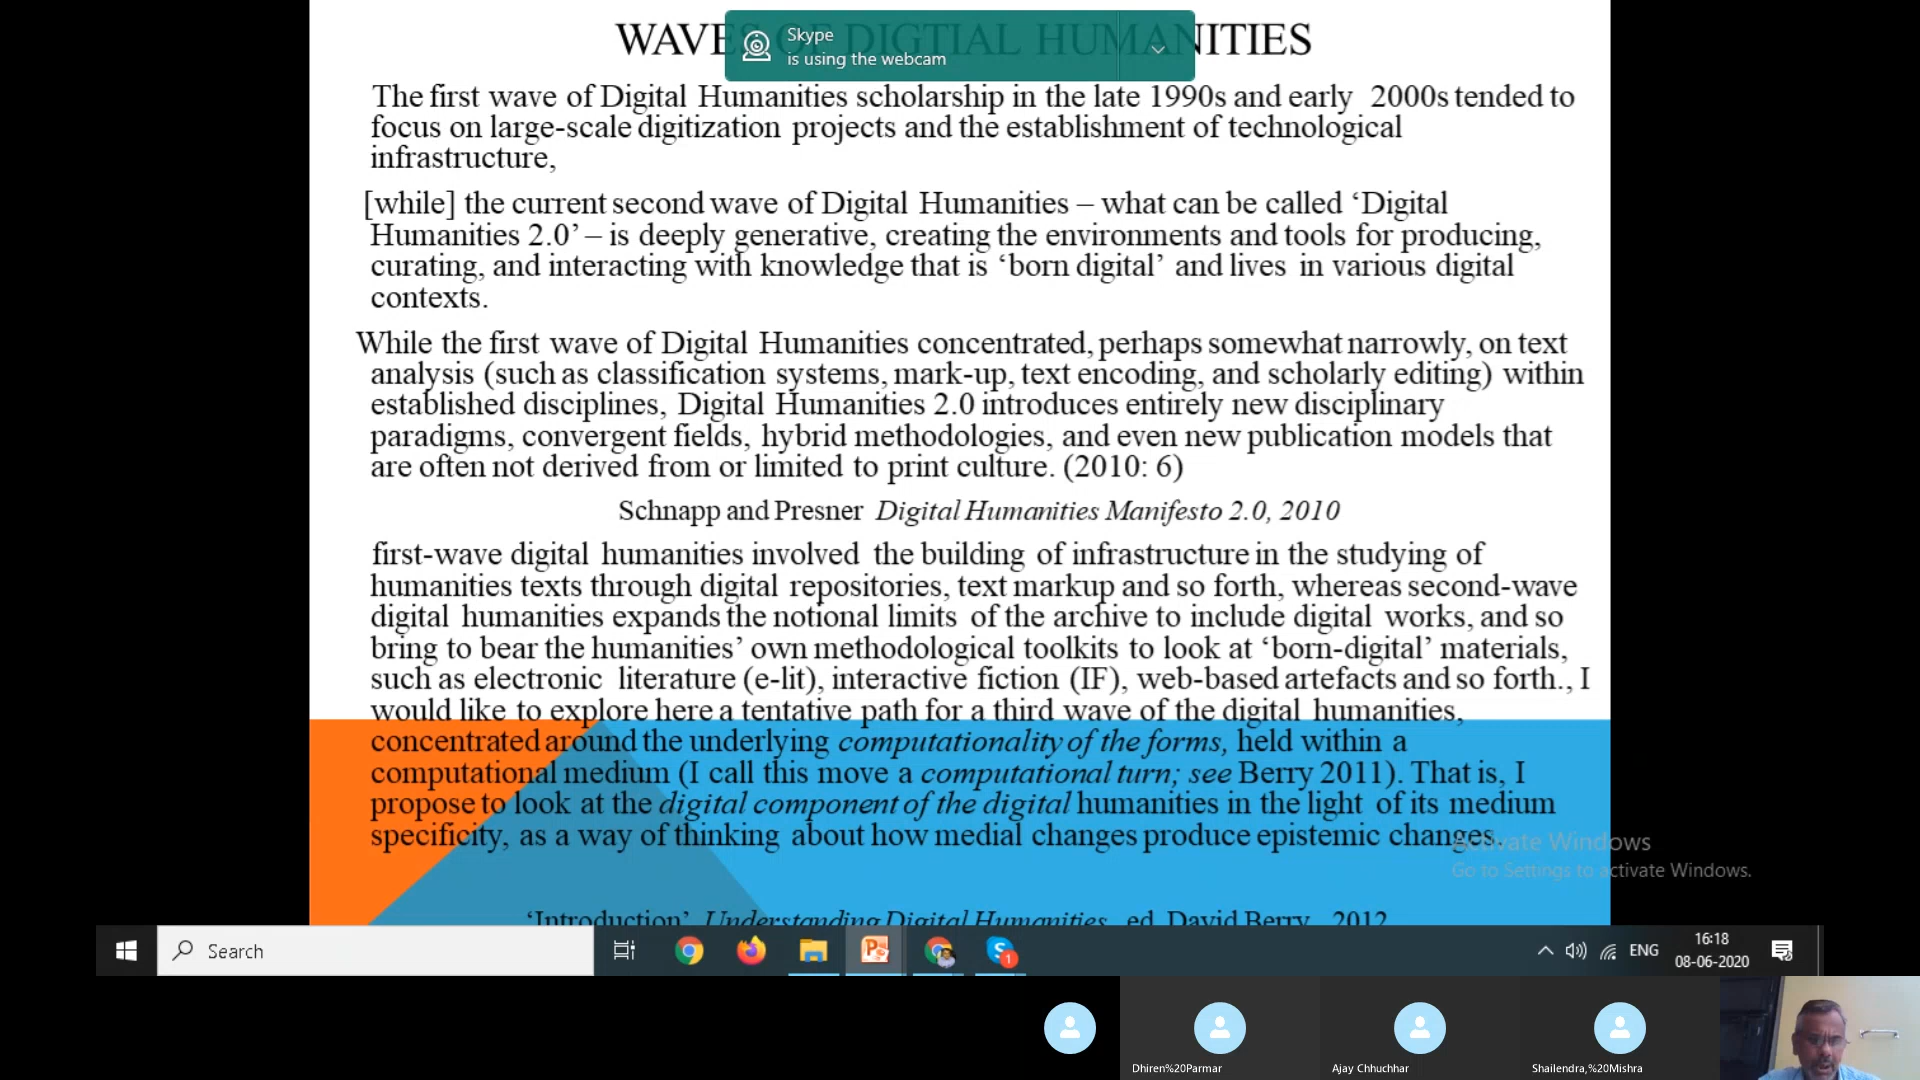 WAVES OF DIGTIAL HUMANITIES
Skype
is using the webcam
The first wave of Digital Humanities scholarship in the late 1990s and early 2000s tended to
focus on large-scale digitization projects and the establishment of technological
infrastructure,
[while] the current second wave of Digital Humanities – what can be called ‘Digital
Humanities 2.0’ – is deeply generative, creating the environments and tools for producing,
curating, and interacting with knowledge that is ‘born digital’ and lives in various digital
contexts.
While the first wave of Digital Humanities concentrated, perhaps somewhat narrowly, on text
analysis (such as classification systems, mark-up, text encoding, and scholarly editing) within
established disciplines, Digital Humanities 2.0 introduces entirely new disciplinary
paradigms, convergent fields, hybrid methodologies, and even new publication models that
are often not derived from or limited to print culture. (2010: 6)
Schnapp and Presner Digital Humanities Manifesto 2.0, 2010
first-wave digital humanities involved the building of infrastructure in the studying of
humanities texts through digital repositories, text markup and so forth, whereas second-wave
digital humanities expands the notional limits of the archive to include digital works, and so
bring to bear the humanities’ own methodological toolkits to look at ‘born-digital’ materials,
such as electronic literature (e-lit), interactive fiction (IF), web-based artefacts and so forth., I
would like to explore here a tentative path for a third wave of the digital humanities,
concentrated around the underlying computationality of the forms, held within a
computational medium (I call this move a computational turn; see Berry 2011). That is, I
propose to look at the digital component of the digital humanities in the light of its medium
specificity, as a way of thinking about how medial changes produce epistemic changes.
Activate Windows
Go to Settings to activate Windows.
‘Introduction’ Understanding Digital Humanities, ed. David Berry, 2012
Search
1
ENG
16:18
08-06-2020
Dhiren%20Parmar
Ajay Chhuchhar
Shailendra,%20Mishra